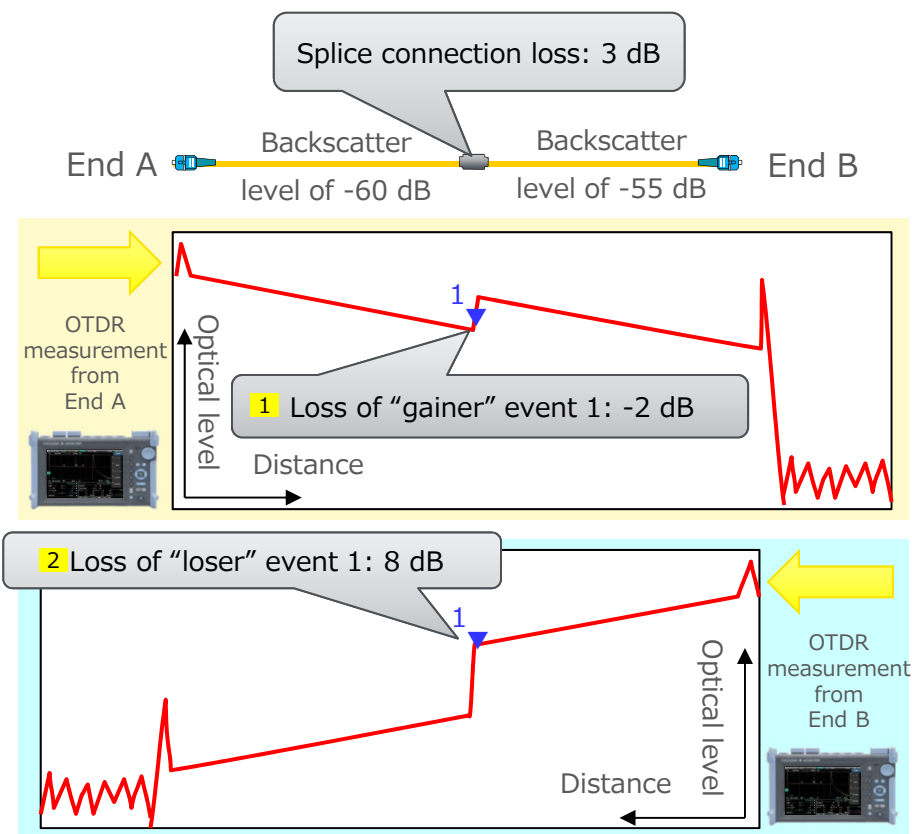 Splice connection loss: 3 dB
End A
Backscatter
level of -60 dB
Backscatter
level of -55 dB
End B
OTDR
measurement
from
End A
Optical level
Distance
1
1 Loss of “gainer” event 1: -2 dB
2 Loss of “loser” event 1: 8 dB
1
Optical level
Distance
OTDR
measurement
from
End B